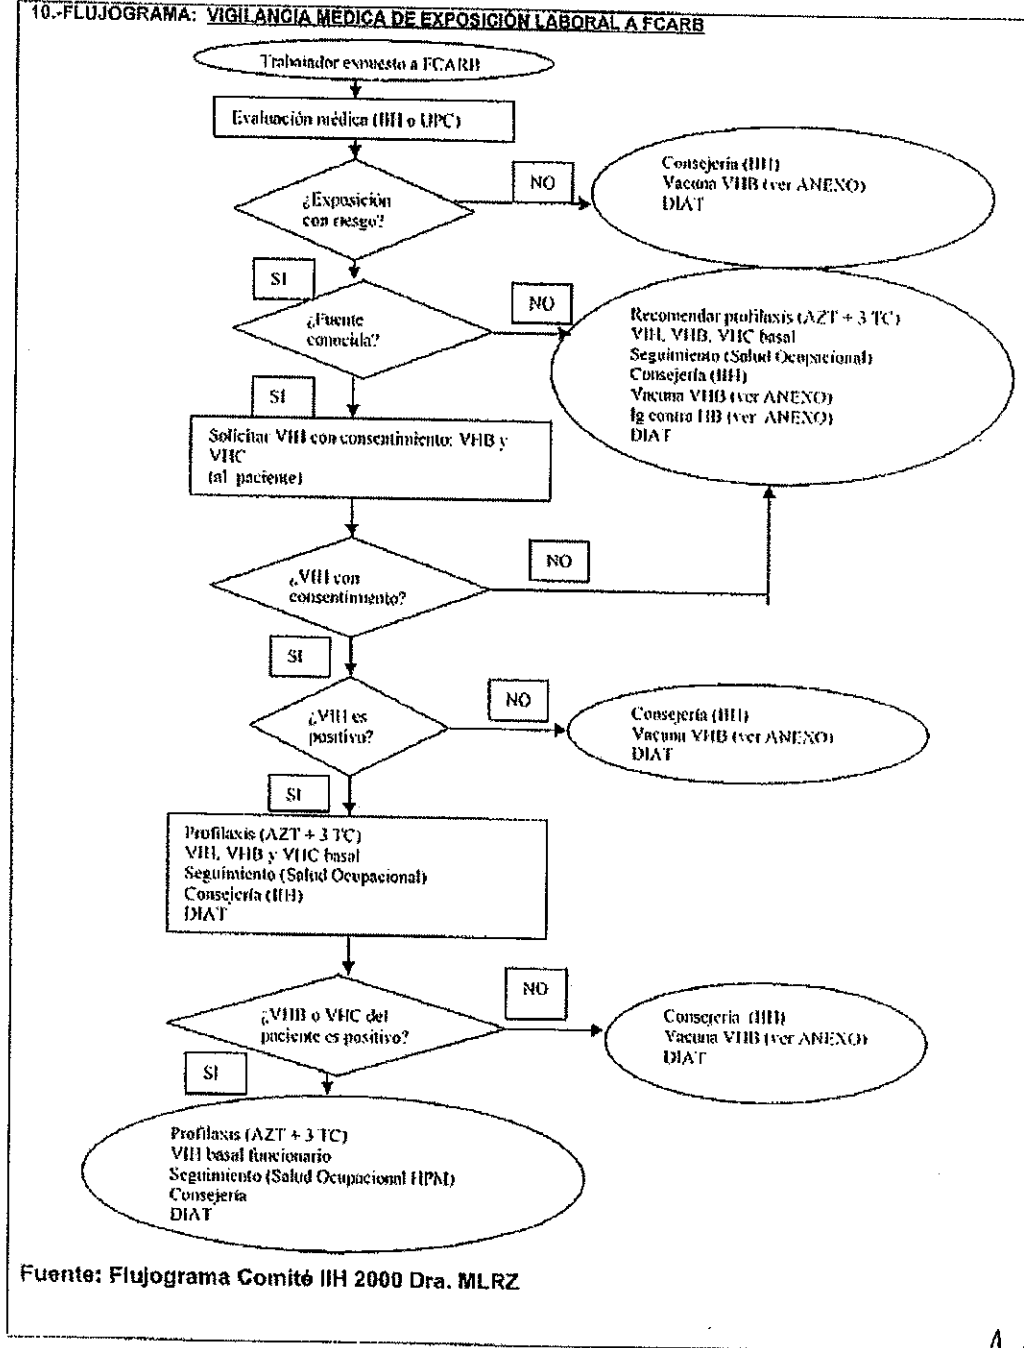 10.-FLUJOGRAMA: VIGILANCIA MÉDICA DE EXPOSICIÓN LABORAL A FCARB
Trabajador expuesto a FCARB
Evaluación médica (IIH o UPC)
¿Exposición
con riesgo?
NO
Consejería (IIH)
Vacuna VHB (ver ANEXO)
DIAT
SI
¿Fuente
conocida?
NO
Recomendar profilaxis (AZT + 3 TC)
VIH, VHB, VHC basal
Seguimiento (Salud Ocupacional)
Consejería (IIH)
Vacuna VHB (ver ANEXO)
Ig contra HB (ver ANEXO)
DIAT
SI
Solicitar VIH con consentimiento; VHB y
VHC
(al paciente)
¿VIH con
consentimiento?
NO
SI
¿VIH es
positivo?
NO
Consejería (IIH)
Vacuna VHB (ver ANEXO)
DIAT
SI
Profilaxis (AZT + 3 TC)
VIH, VHB y VHC basal
Seguimiento (Salud Ocupacional)
Consejería (IIH)
DIAT
¿VHB o VHC del
paciente es positivo?
NO
Consejería (IIH)
Vacuna VHB (ver ANEXO)
DIAT
SI
Profilaxis (AZT + 3 TC)
VIH basal funcionario
Seguimiento (Salud Ocupacional HPM)
Consejería
DIAT
Fuente: Flujograma Comité IIH 2000 Dra. MLRZ